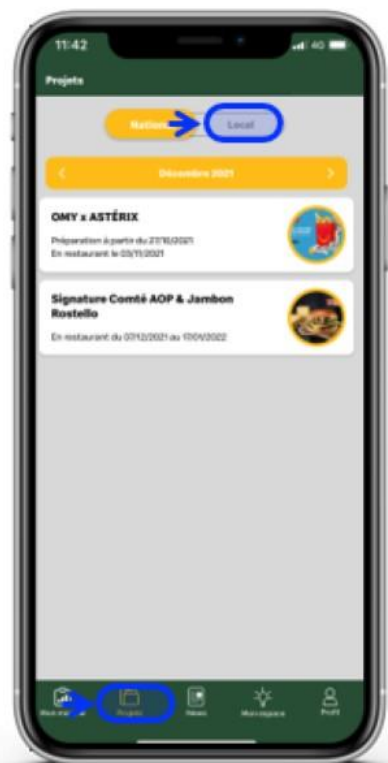 11:42
4G
Projets
Local
Décembre 2021
OMY x ASTÉRIX
Préparation à partir du 27/10/2021
En restaurant le 03/11/2021
Signature Comté AOP & Jambon
Rostello
En restaurant du 07/12/2021 au 17/01/2022
Projets
News
Mon espace
Profil